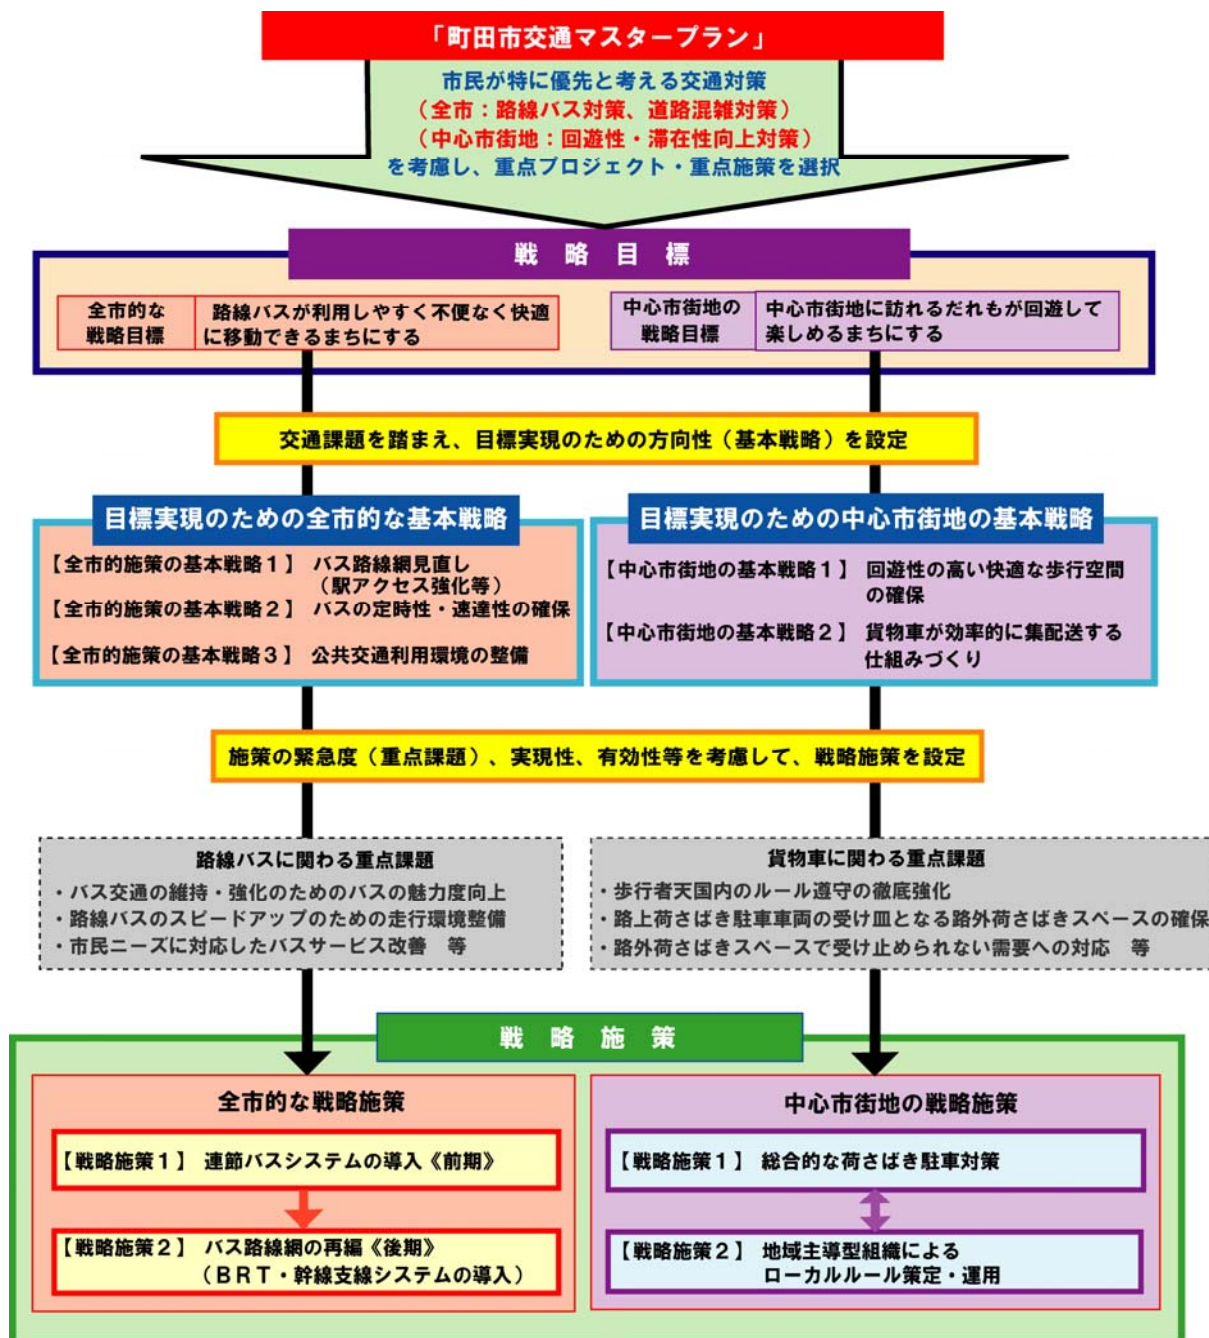 「町田市交通マスタープラン」
市民が特に優先と考える交通対策
（全市：路線バス対策、道路混雑対策）
（中心市街地：回遊性・滞在性向上対策）
を考慮し、重点プロジェクト・重点施策を選択
戦略目標
全市的な
戦略目標
路線バスが利用しやすく不便なく快適
に移動できるまちにする
中心市街地の
戦略目標
中心市街地に訪れるだれもが回遊して
楽しめるまちにする
交通課題を踏まえ、目標実現のための方向性（基本戦略）を設定
目標実現のための全市的な基本戦略
【全市的施策の基本戦略１】 バス路線網見直し
（駅アクセス強化等）
【全市的施策の基本戦略２】 バスの定時性・速達性の確保
【全市的施策の基本戦略３】 公共交通利用環境の整備
目標実現のための中心市街地の基本戦略
【中心市街地の基本戦略１】 回遊性の高い快適な歩行空間
の確保
【中心市街地の基本戦略２】 貨物車が効率的に集配送する
仕組みづくり
施策の緊急度（重点課題）、実現性、有効性等を考慮して、戦略施策を設定
路線バスに関わる重点課題
・バス交通の維持・強化のためのバスの魅力度向上
・路線バスのスピードアップのための走行環境整備
・市民ニーズに対応したバスサービス改善　等
貨物車に関わる重点課題
・歩行者天国内のルール遵守の徹底強化
・路上荷さばき駐車車両の受け皿となる路外荷さばきスペースの確保
・路外荷さばきスペースで受け止められない需要への対応　等
戦略施策
全市的な戦略施策
【戦略施策１】 連節バスシステムの導入《前期》
【戦略施策２】 バス路線網の再編《後期》
（ＢＲＴ・幹線支線システムの導入）
中心市街地の戦略施策
【戦略施策１】 総合的な荷さばき駐車対策
【戦略施策２】 地域主導型組織による
ローカルルール策定・運用